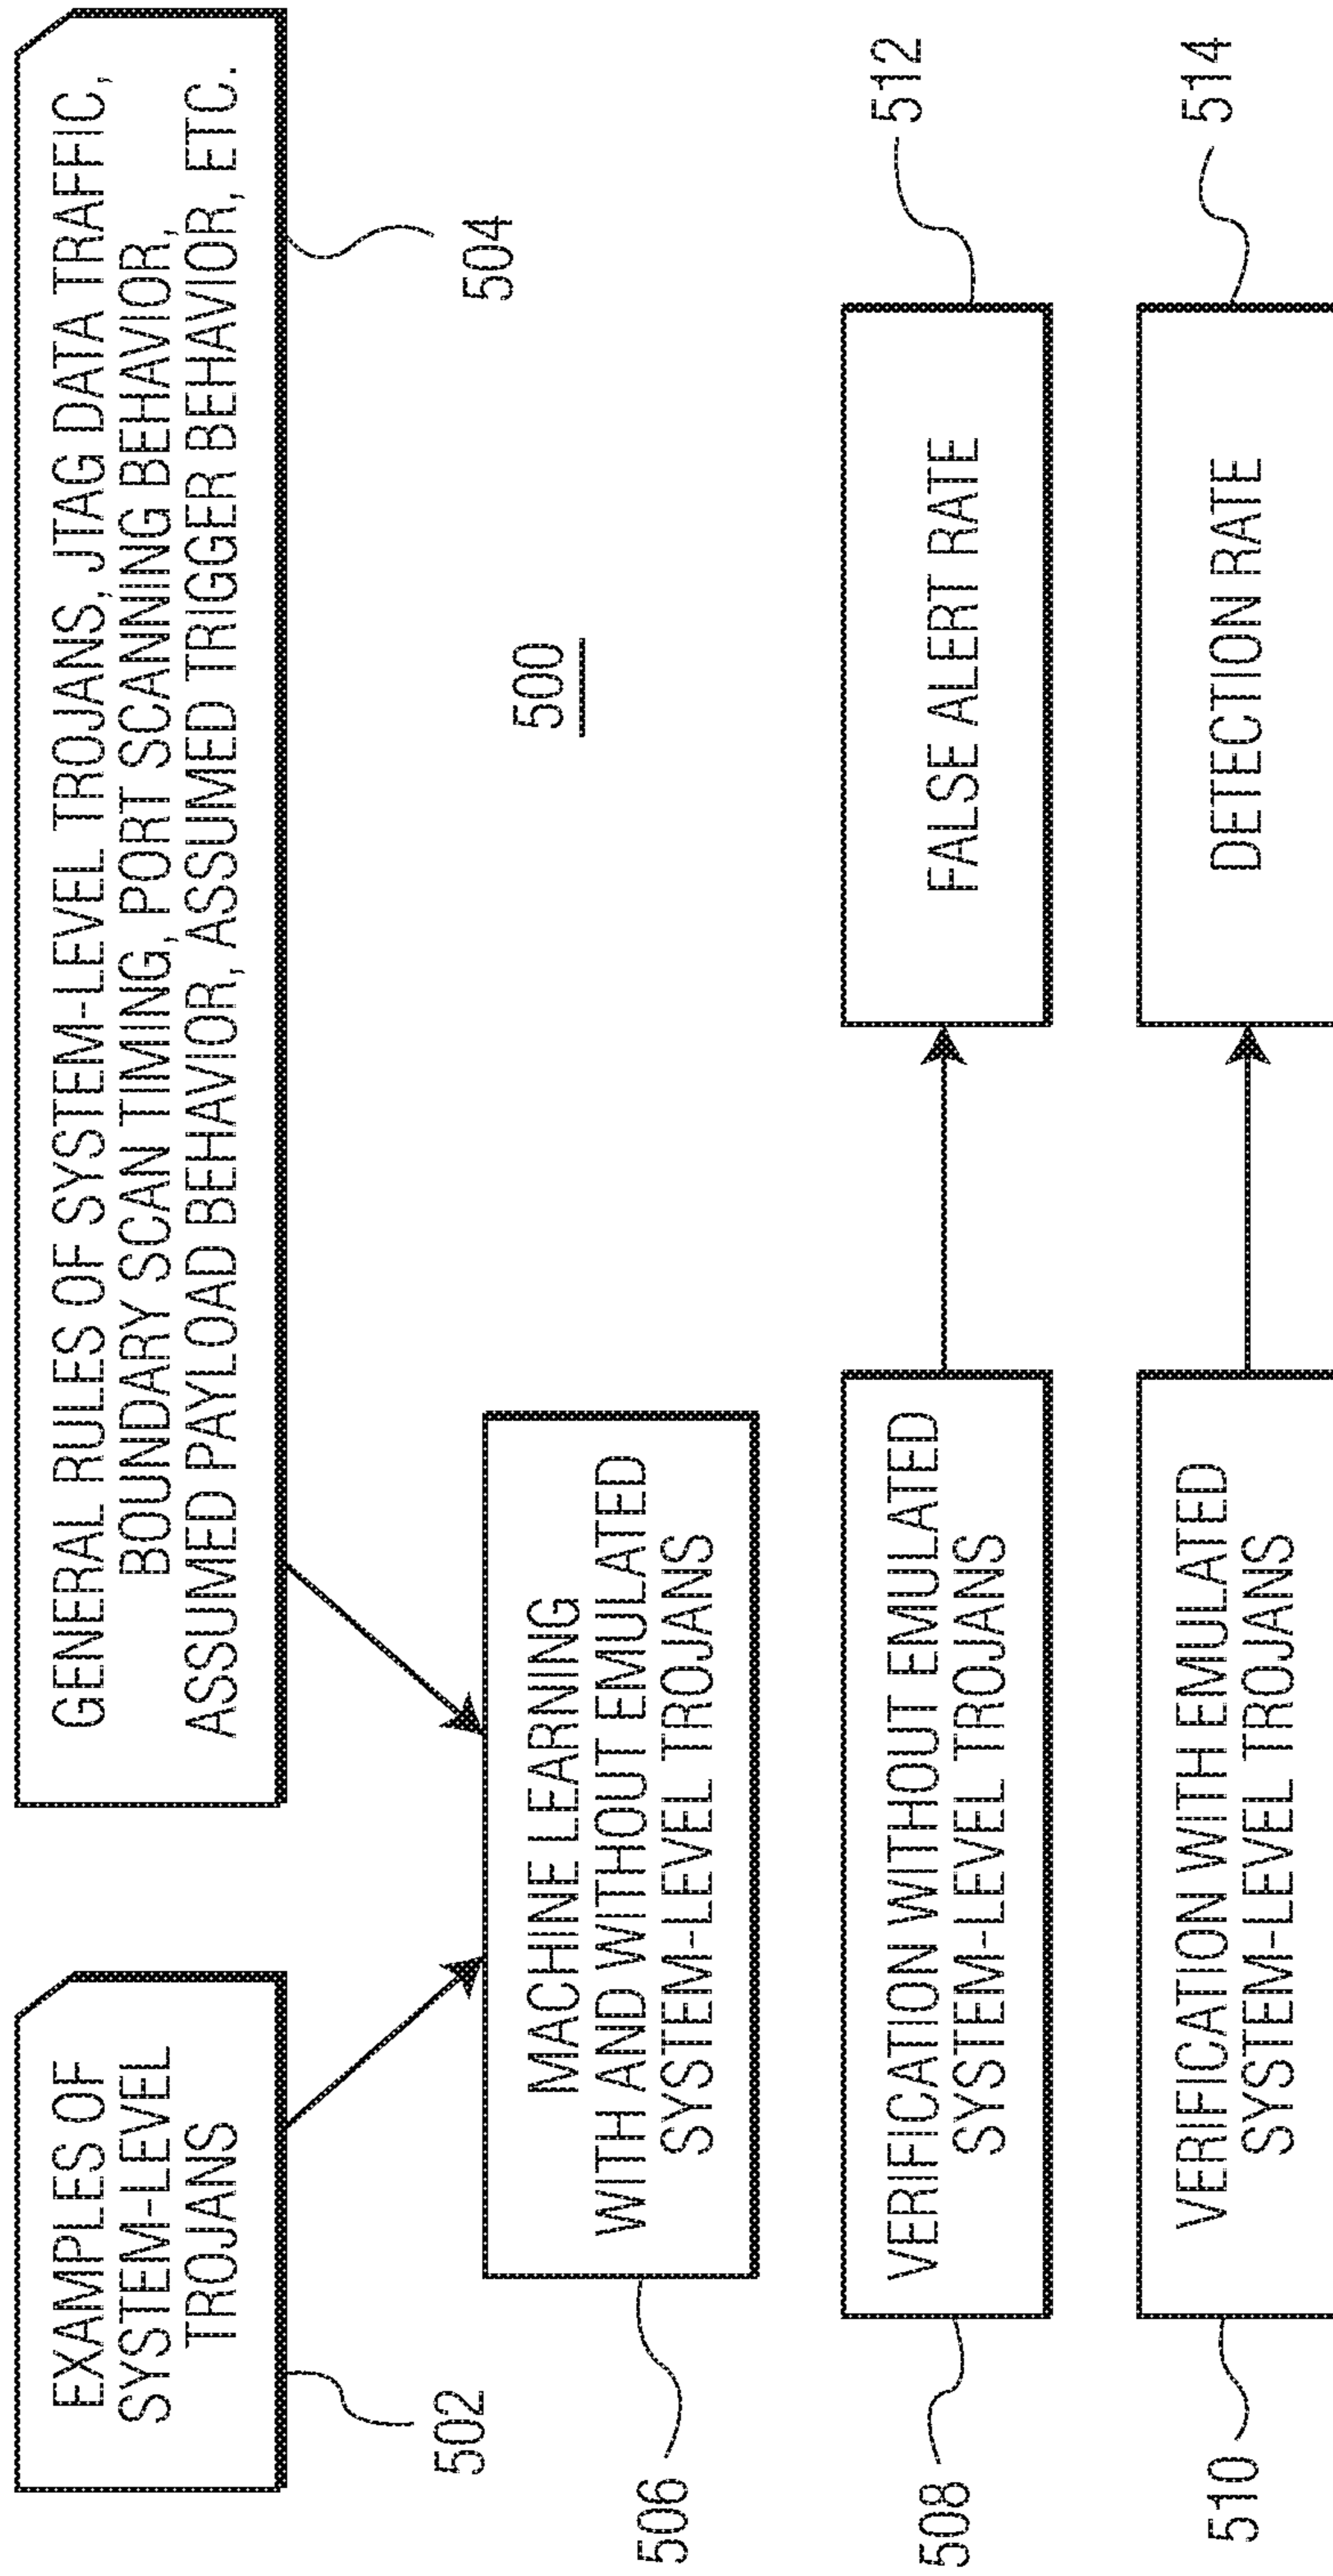 EXAMPLES OF
SYSTEM-LEVEL
TROJANS
502
GENERAL RULES OF SYSTEM-LEVEL TROJANS, JTAG DATA TRAFFIC,
BOUNDARY SCAN TIMING, PORT SCANNING BEHAVIOR,
ASSUMED PAYLOAD BEHAVIOR, ASSUMED TRIGGER BEHAVIOR, ETC.
504
MACHINE LEARNING
WITH AND WITHOUT EMULATED
SYSTEM-LEVEL TROJANS
506
500
VERIFICATION WITHOUT EMULATED
SYSTEM-LEVEL TROJANS
508
FALSE ALERT RATE
512
VERIFICATION WITH EMULATED
SYSTEM-LEVEL TROJANS
510
DETECTION RATE
514